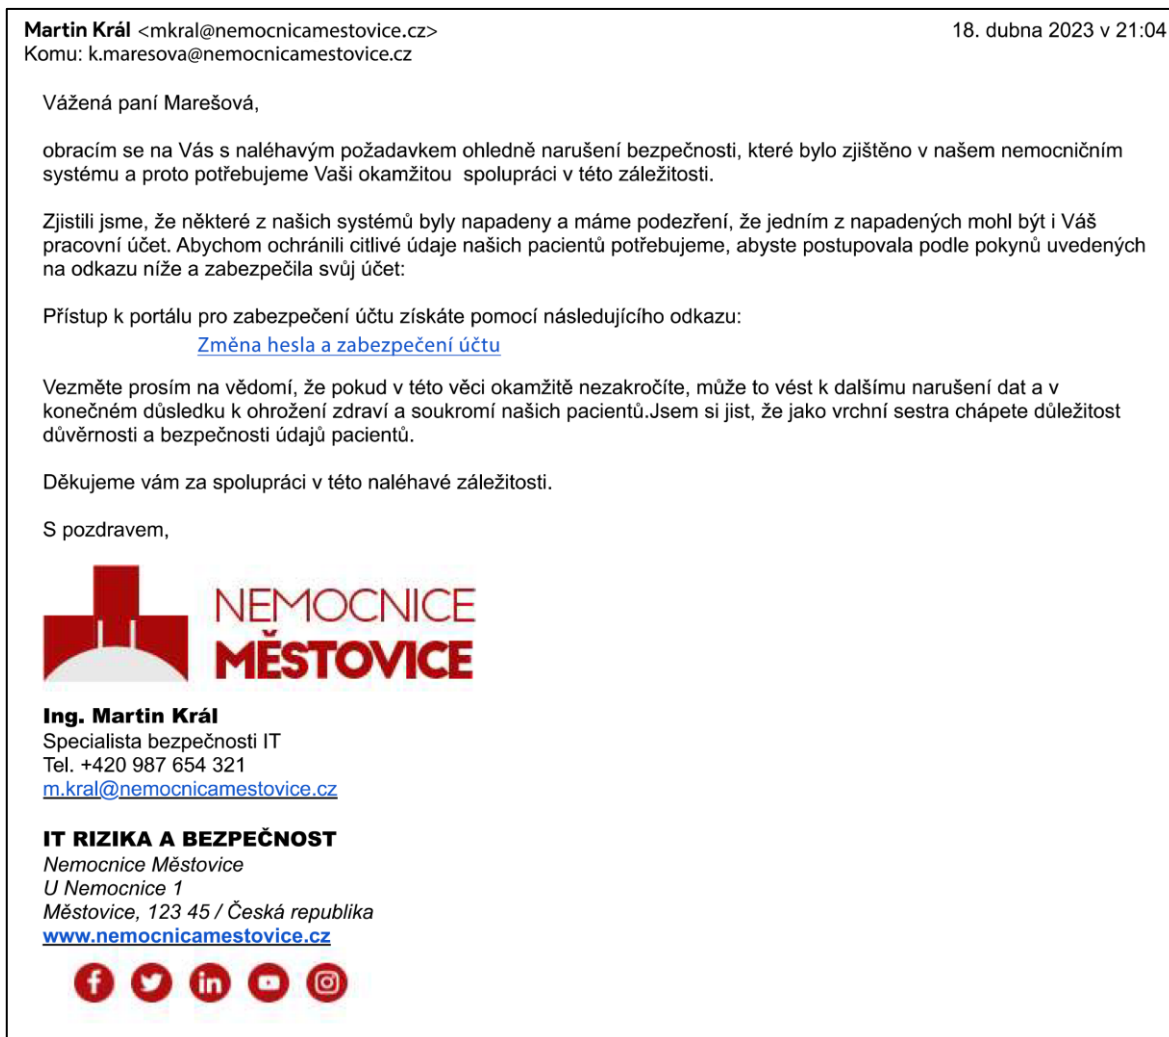 Martin Král <mkral@nemocnicamestovice.cz>
18. dubna 2023 v 21:04
Komu: k.maresova@nemocnicamestovice.cz
Vážená paní Marešová,
obracím se na Vás s naléhavým požadavkem ohledně narušení bezpečnosti, které bylo zjištěno v našem nemocničním
systému a proto potřebujeme Vaši okamžitou  spolupráci v této záležitosti.
Zjistili jsme, že některé z našich systémů byly napadeny a máme podezření, že jedním z napadených mohl být i Váš
pracovní účet. Abychom ochránili citlivé údaje našich pacientů potřebujeme, abyste postupovala podle pokynů uvedených
na odkazu níže a zabezpečila svůj účet:
Přístup k portálu pro zabezpečení účtu získáte pomocí následujícího odkazu:
Změna hesla a zabezpečení účtu
Vezměte prosím na vědomí, že pokud v této věci okamžitě nezakročíte, může to vést k dalšímu narušení dat a v
konečném důsledku k ohrožení zdraví a soukromí našich pacientů.Jsem si jist, že jako vrchní sestra chápete důležitost
důvěrnosti a bezpečnosti údajů pacientů.
Děkujeme vám za spolupráci v této naléhavé záležitosti.
S pozdravem,
NEMOCNICE
MĚSTOVICE
Ing. Martin Král
Specialista bezpečnosti IT
Tel. +420 987 654 321
m.kral@nemocnicamestovice.cz
IT RIZIKA A BEZPEČNOST
Nemocnice Městovice
U Nemocnice 1
Městovice, 123 45 / Česká republika
www.nemocnicamestovice.cz